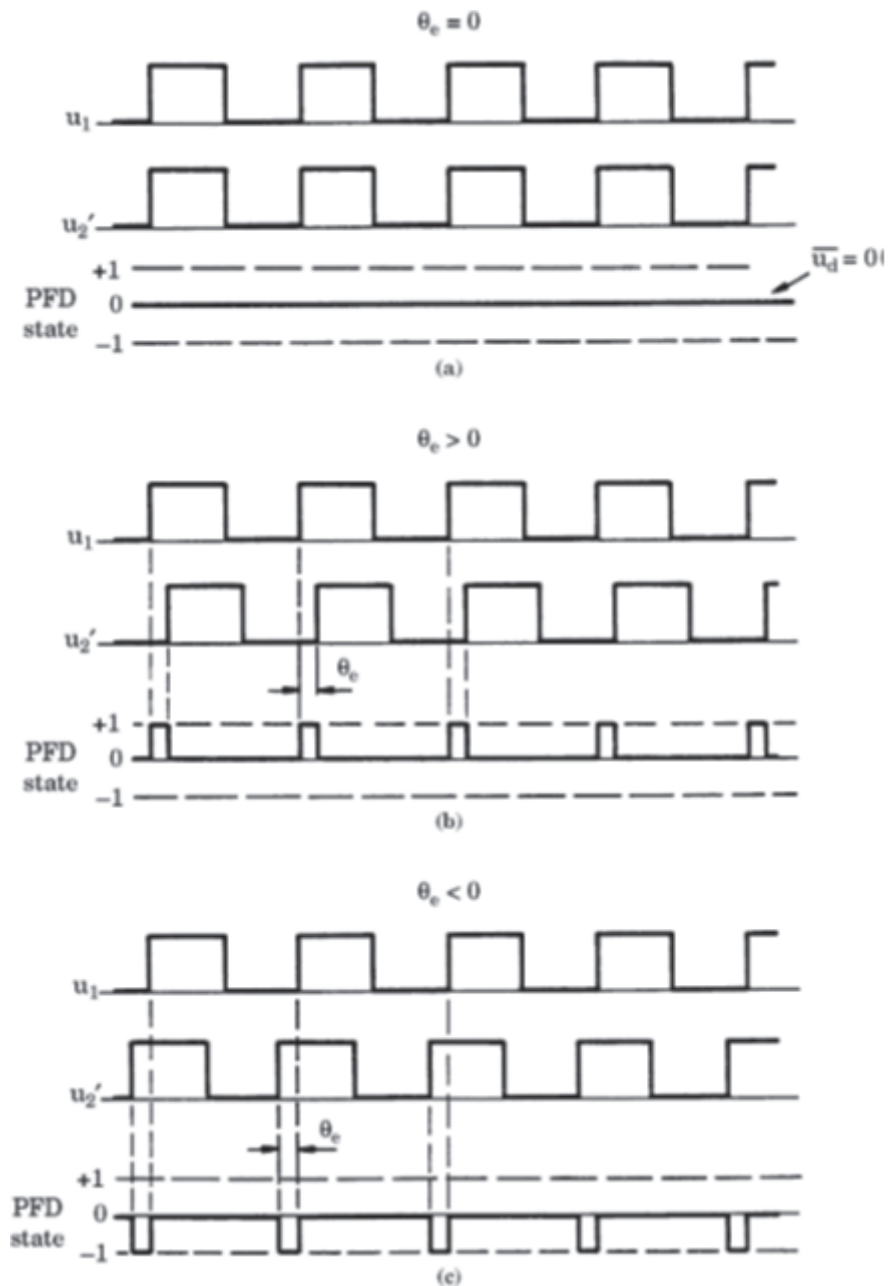 θe = 0
u1
u2′
+1
ud = 0
PFD
state
0
−1
(a)
θe > 0
u1
u2′
θe
+1
PFD
state
0
−1
(b)
θe < 0
u1
u2′
θe
+1
PFD
state
0
−1
(c)